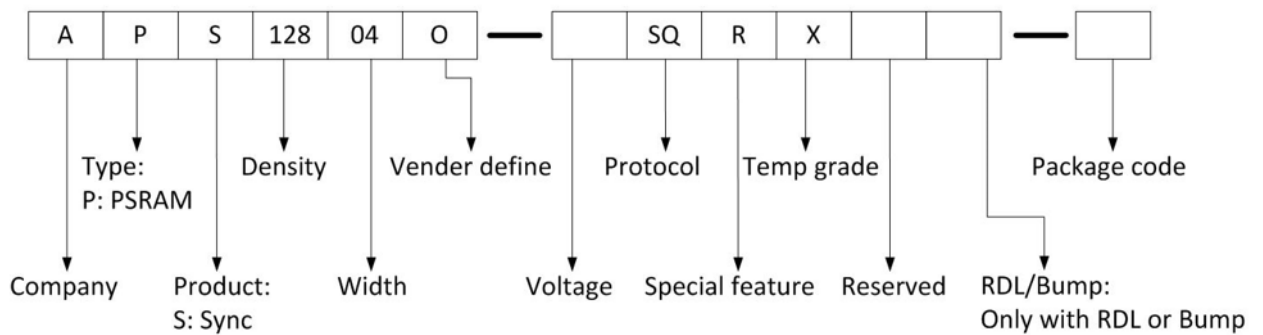 A P S 128 04 O SQ R X
Type: Density Vender define Protocol Temp grade Package code
P: PSRAM
Company Product: Width Voltage Special feature Reserved RDL/Bump:
S: Sync Only with RDL or Bump